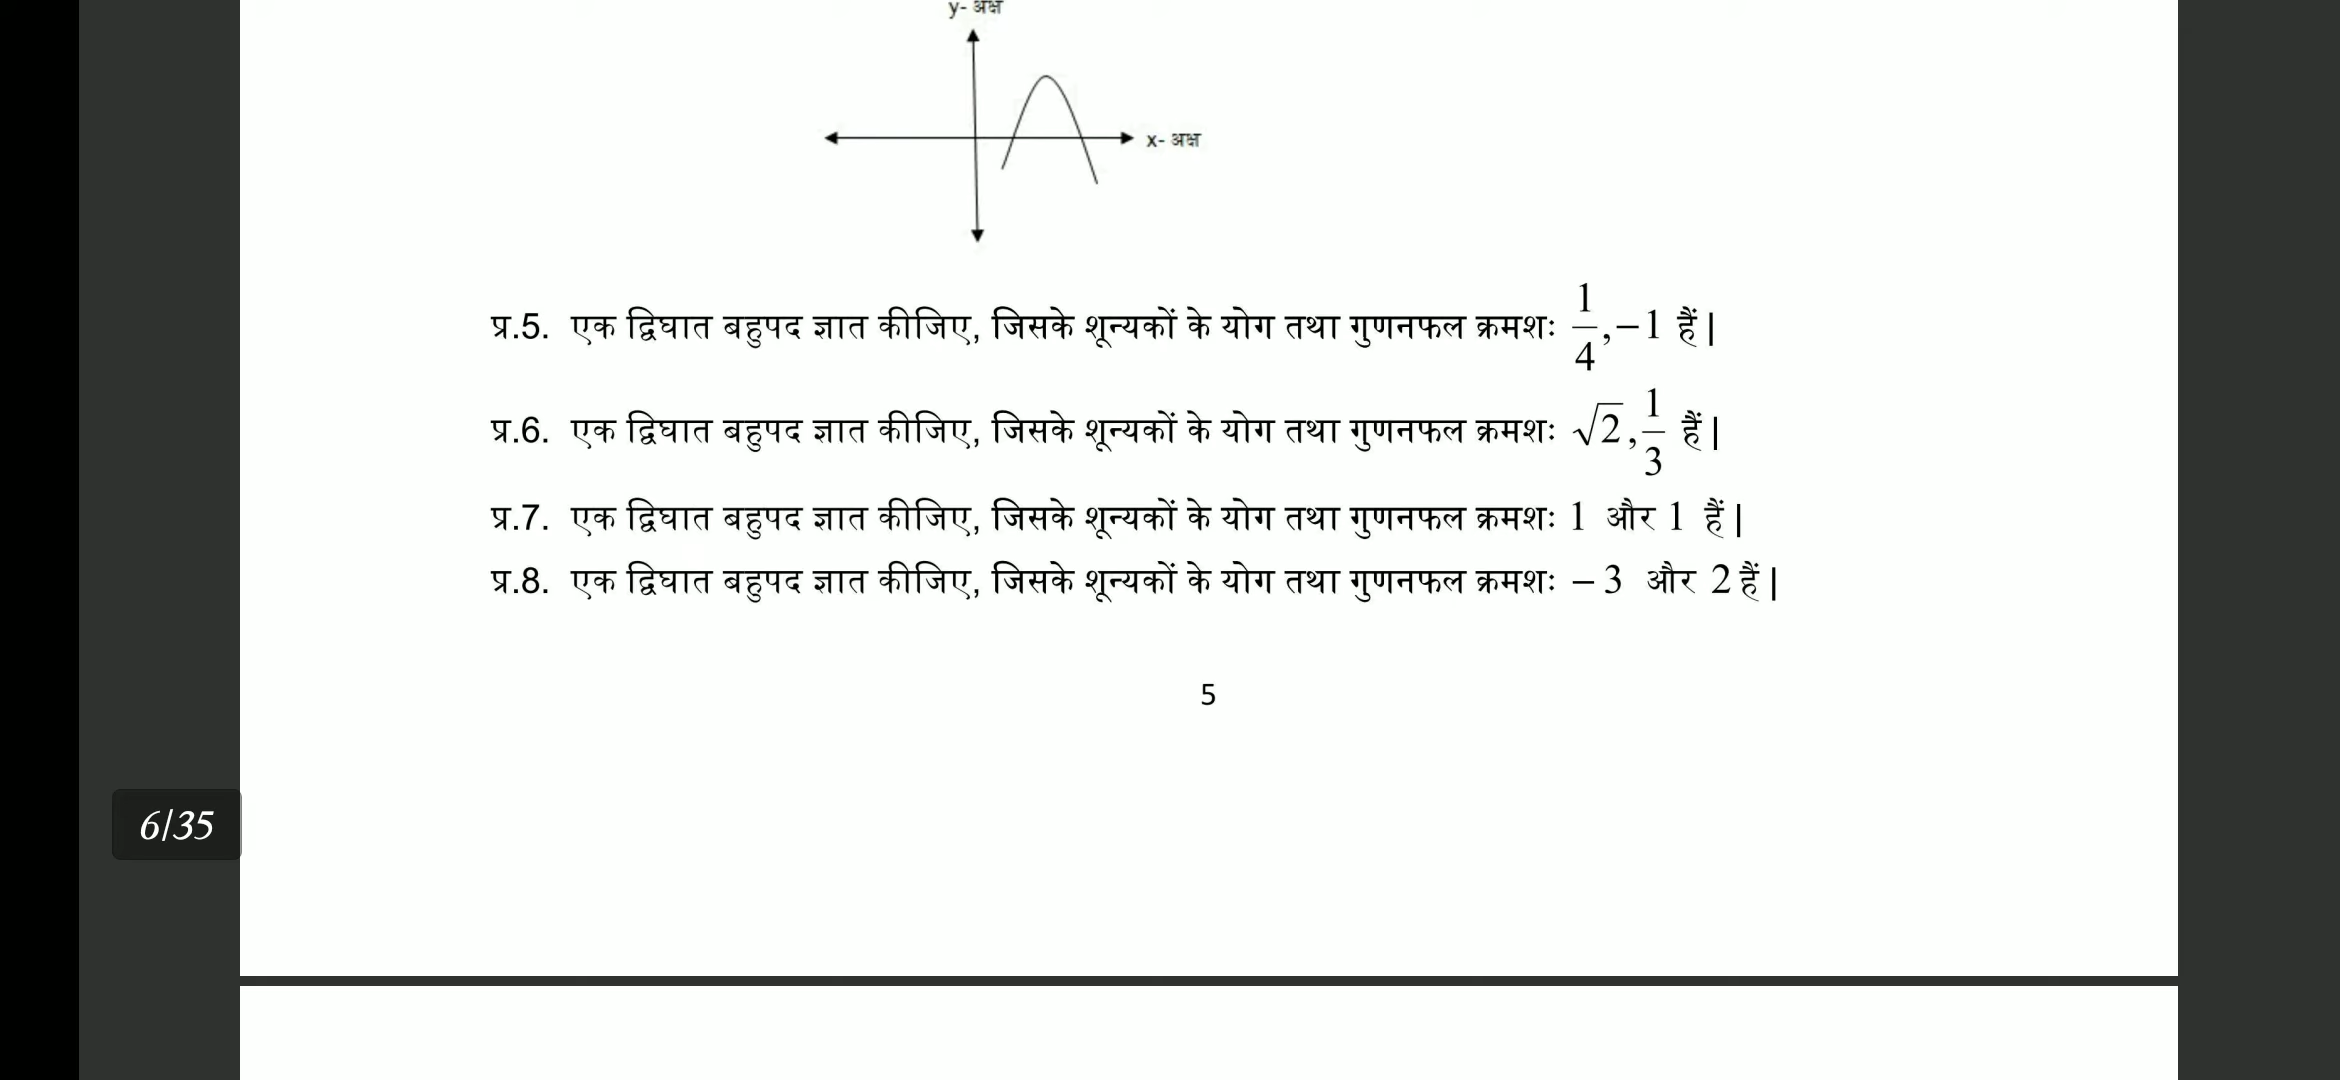 y- अक्ष
x- अक्ष
प्र.5. एक द्विघात बहुपद ज्ञात कीजिए, जिसके शून्यकों के योग तथा गुणनफल क्रमशः 1/4,−1 हैं|
प्र.6. एक द्विघात बहुपद ज्ञात कीजिए, जिसके शून्यकों के योग तथा गुणनफल क्रमशः √2,1/3 हैं|
प्र.7. एक द्विघात बहुपद ज्ञात कीजिए, जिसके शून्यकों के योग तथा गुणनफल क्रमशः 1 और 1 हैं|
प्र.8. एक द्विघात बहुपद ज्ञात कीजिए, जिसके शून्यकों के योग तथा गुणनफल क्रमशः −3 और 2 हैं|
5
6/35